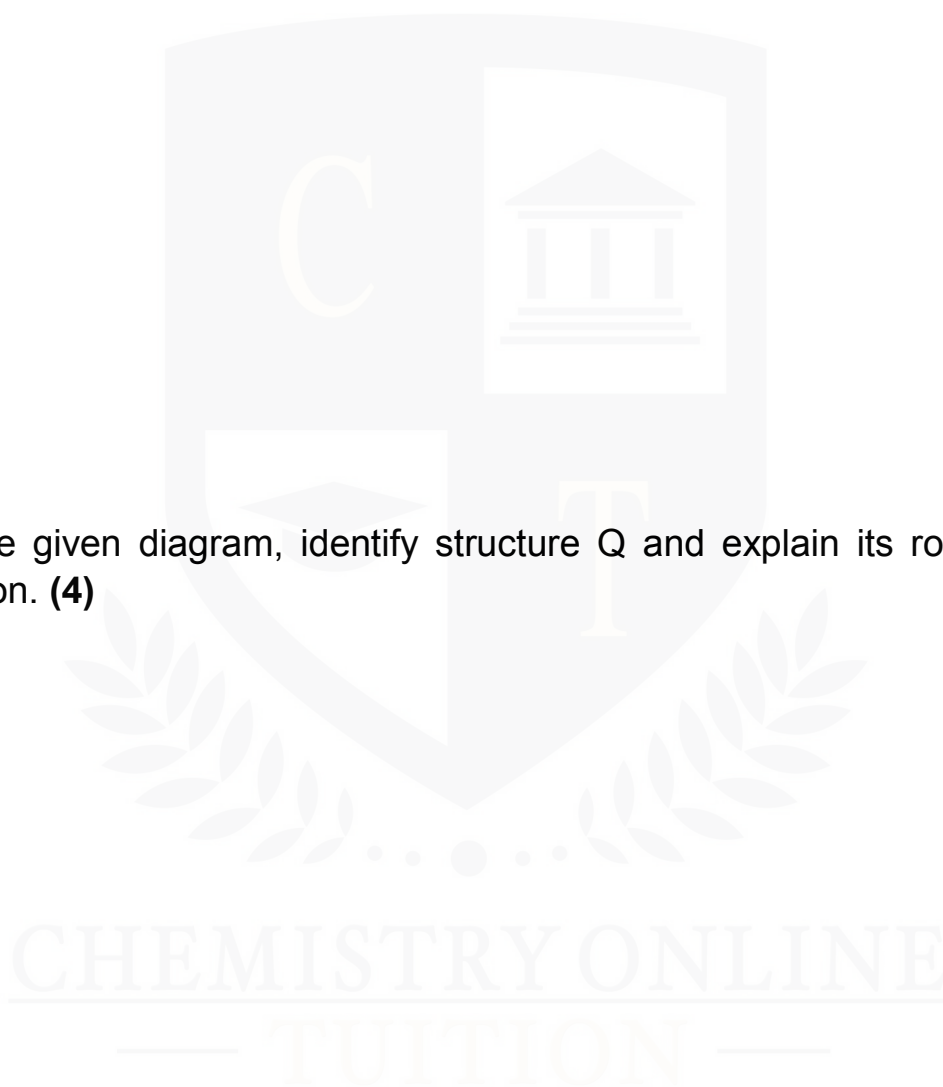 C
e given diagram, identify structure Q and explain its ro
on. (4)
T
CHEMISTRY ONLINE
TUITION